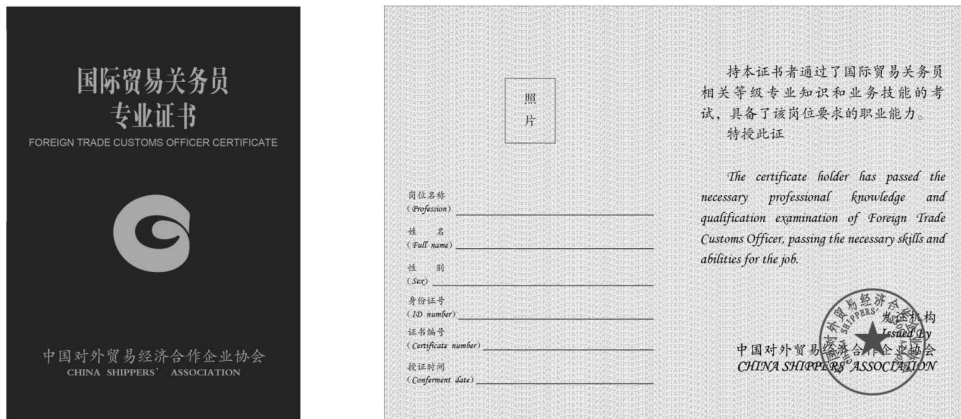 国际贸易关务员
专业证书
FOREIGN TRADE CUSTOMS OFFICER CERTIFICATE
中国对外贸易经济合作企业协会
CHINA SHIPPERS' ASSOCIATION
照
片
岗位名称
(Profession)
姓 名
(Full name)
性 别
(Sex)
身份证号
(ID number)
证书编号
(Certificate number)
授证时间
(Conferment date)
持本证书者通过了国际贸易关务员
相关等级专业知识和业务技能的考
试，具备了该岗位要求的职业能力。
特授此证
The certificate holder has passed the
necessary professional knowledge and
qualification examination of Foreign Trade
Customs Officer, passing the necessary skills and
abilities for the job.
发证机构
Issued By
中国对外贸易经济合作企业协会
CHINA SHIPPERS' ASSOCIATION